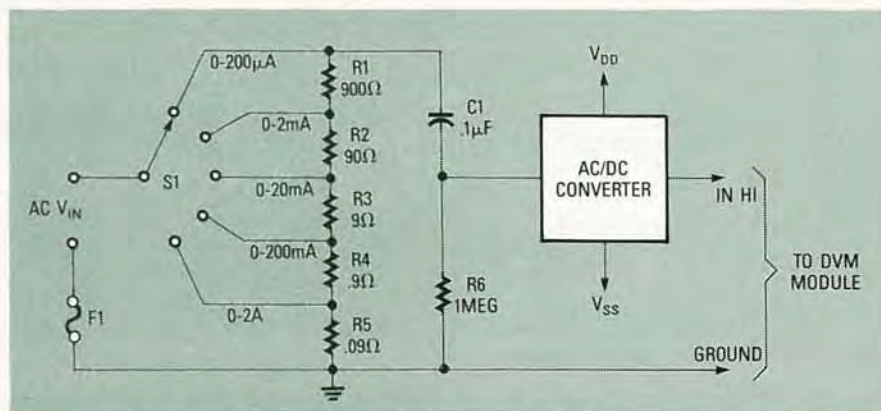 0-200μA
R1
900Ω
0-2mA
R2
90Ω
S1
0-20mA
R3
9Ω
AC VIN
0-200mA
R4
.9Ω
F1
0-2A
R5
.09Ω
C1
.1μF
R6
1MEG
VDD
AC/DC
CONVERTER
VSS
IN HI
TO DVM
MODULE
GROUND